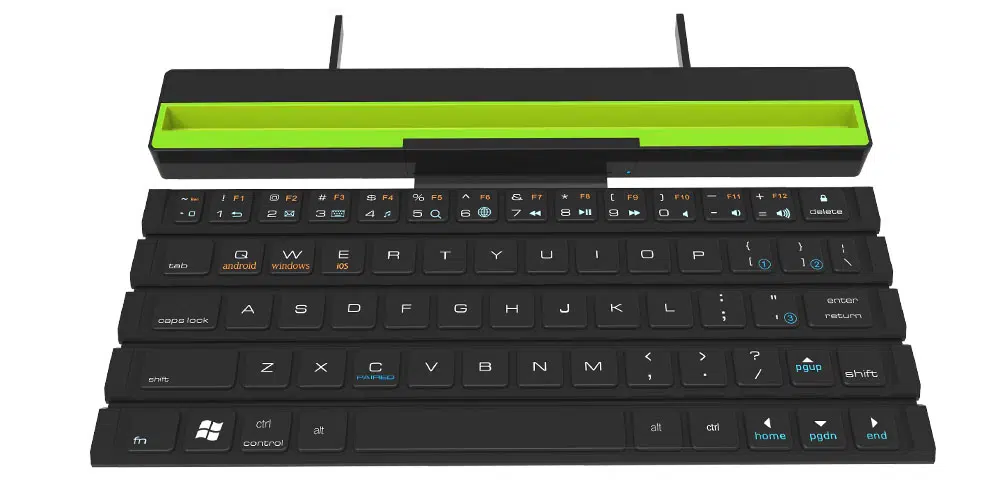 ~ Esc ! F1 @ F2 # F3 $ F4 % F5 ^ F6 & F7 * F8 ( F9 ) F10 — F11 + F12
1 2 3 4 5 6 7 8 9 0 - = delete
tab Q W E R T Y U I O P { [ 1 } ] 2 ¦ \
android windows iOS
caps lock A S D F G H J K L : ; " ' 3 enter
return
shift Z X C V B N M < , > . ? / pgup shift
PAIRED
fn ctrl alt alt ctrl home pgdn end
control